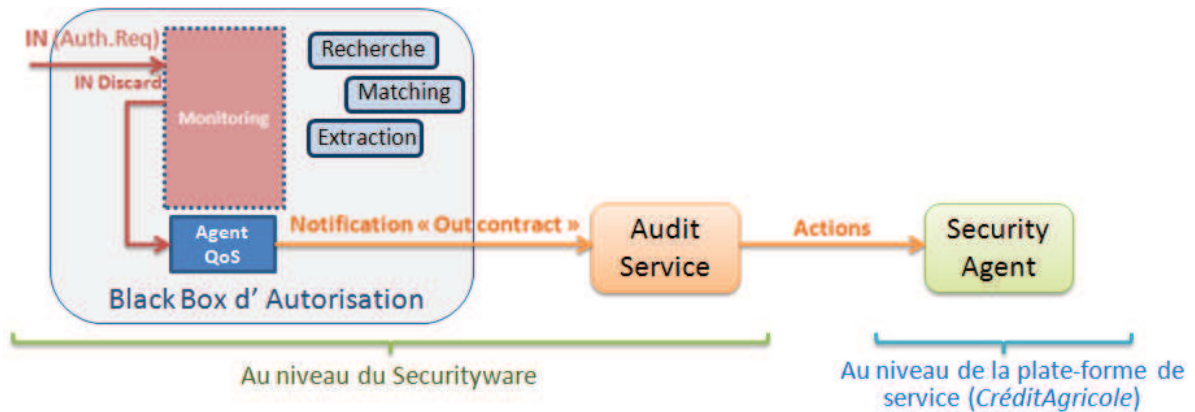 IN (Auth.Req)
IN Discard
Monitoring
Recherche
Matching
Extraction
Agent
QoS
Notification « Out contract »
Audit
Service
Actions
Security
Agent
Black Box d’ Autorisation
Au niveau du Securityware
Au niveau de la plate-forme de
service (CréditAgricole)